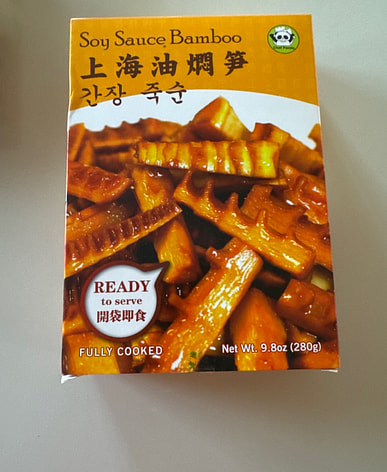 Soy Sauce Bamboo
上海油燜笋
간장 죽순
READY
to serve
開袋即食
FULLY COOKED
Net Wt. 9.8oz (280g)